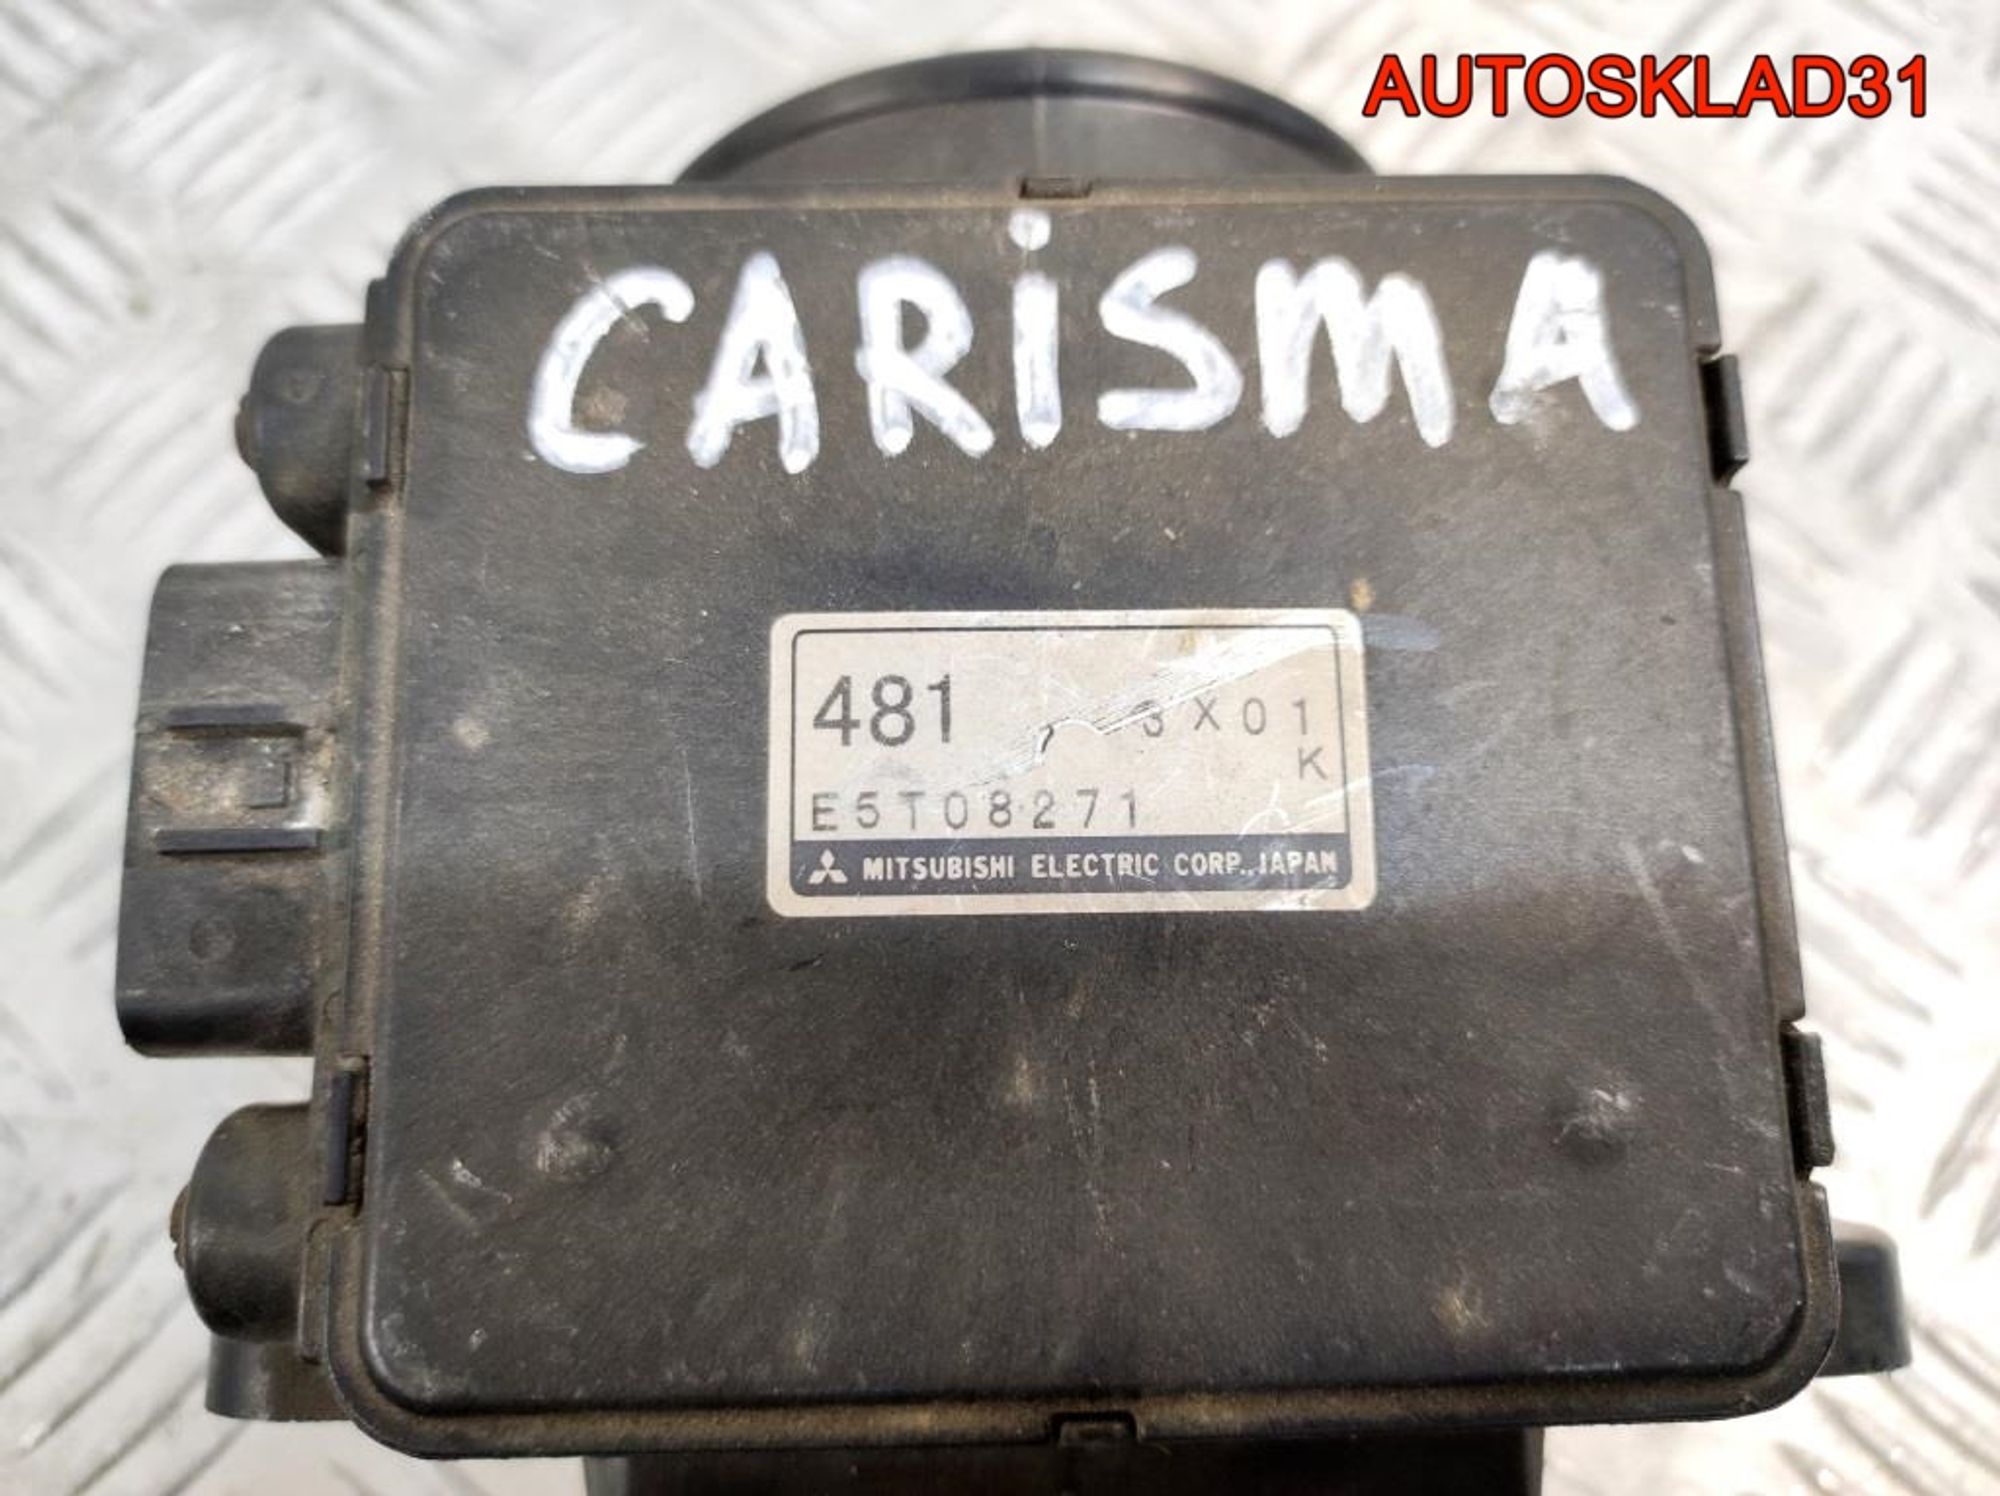 AUTOSKLAD31
CARiSMA
481 3X01
K
E5T08271
MITSUBISHI ELECTRIC CORP., JAPAN